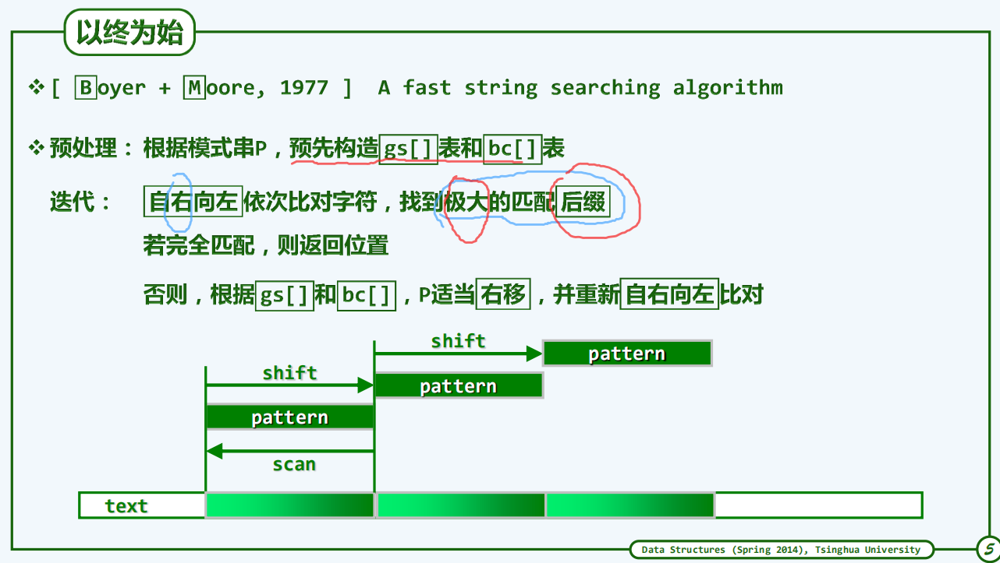 以终为始
❖[ Boyer + Moore, 1977 ] A fast string searching algorithm
❖预处理：根据模式串P，预先构造gs[]表和bc[]表
迭代： 自右向左依次比对字符，找到极大的匹配后缀
若完全匹配，则返回位置
否则，根据gs[]和bc[]，P适当右移，并重新自右向左比对
shift
pattern
shift
pattern
pattern
scan
text
Data Structures (Spring 2014), Tsinghua University
5